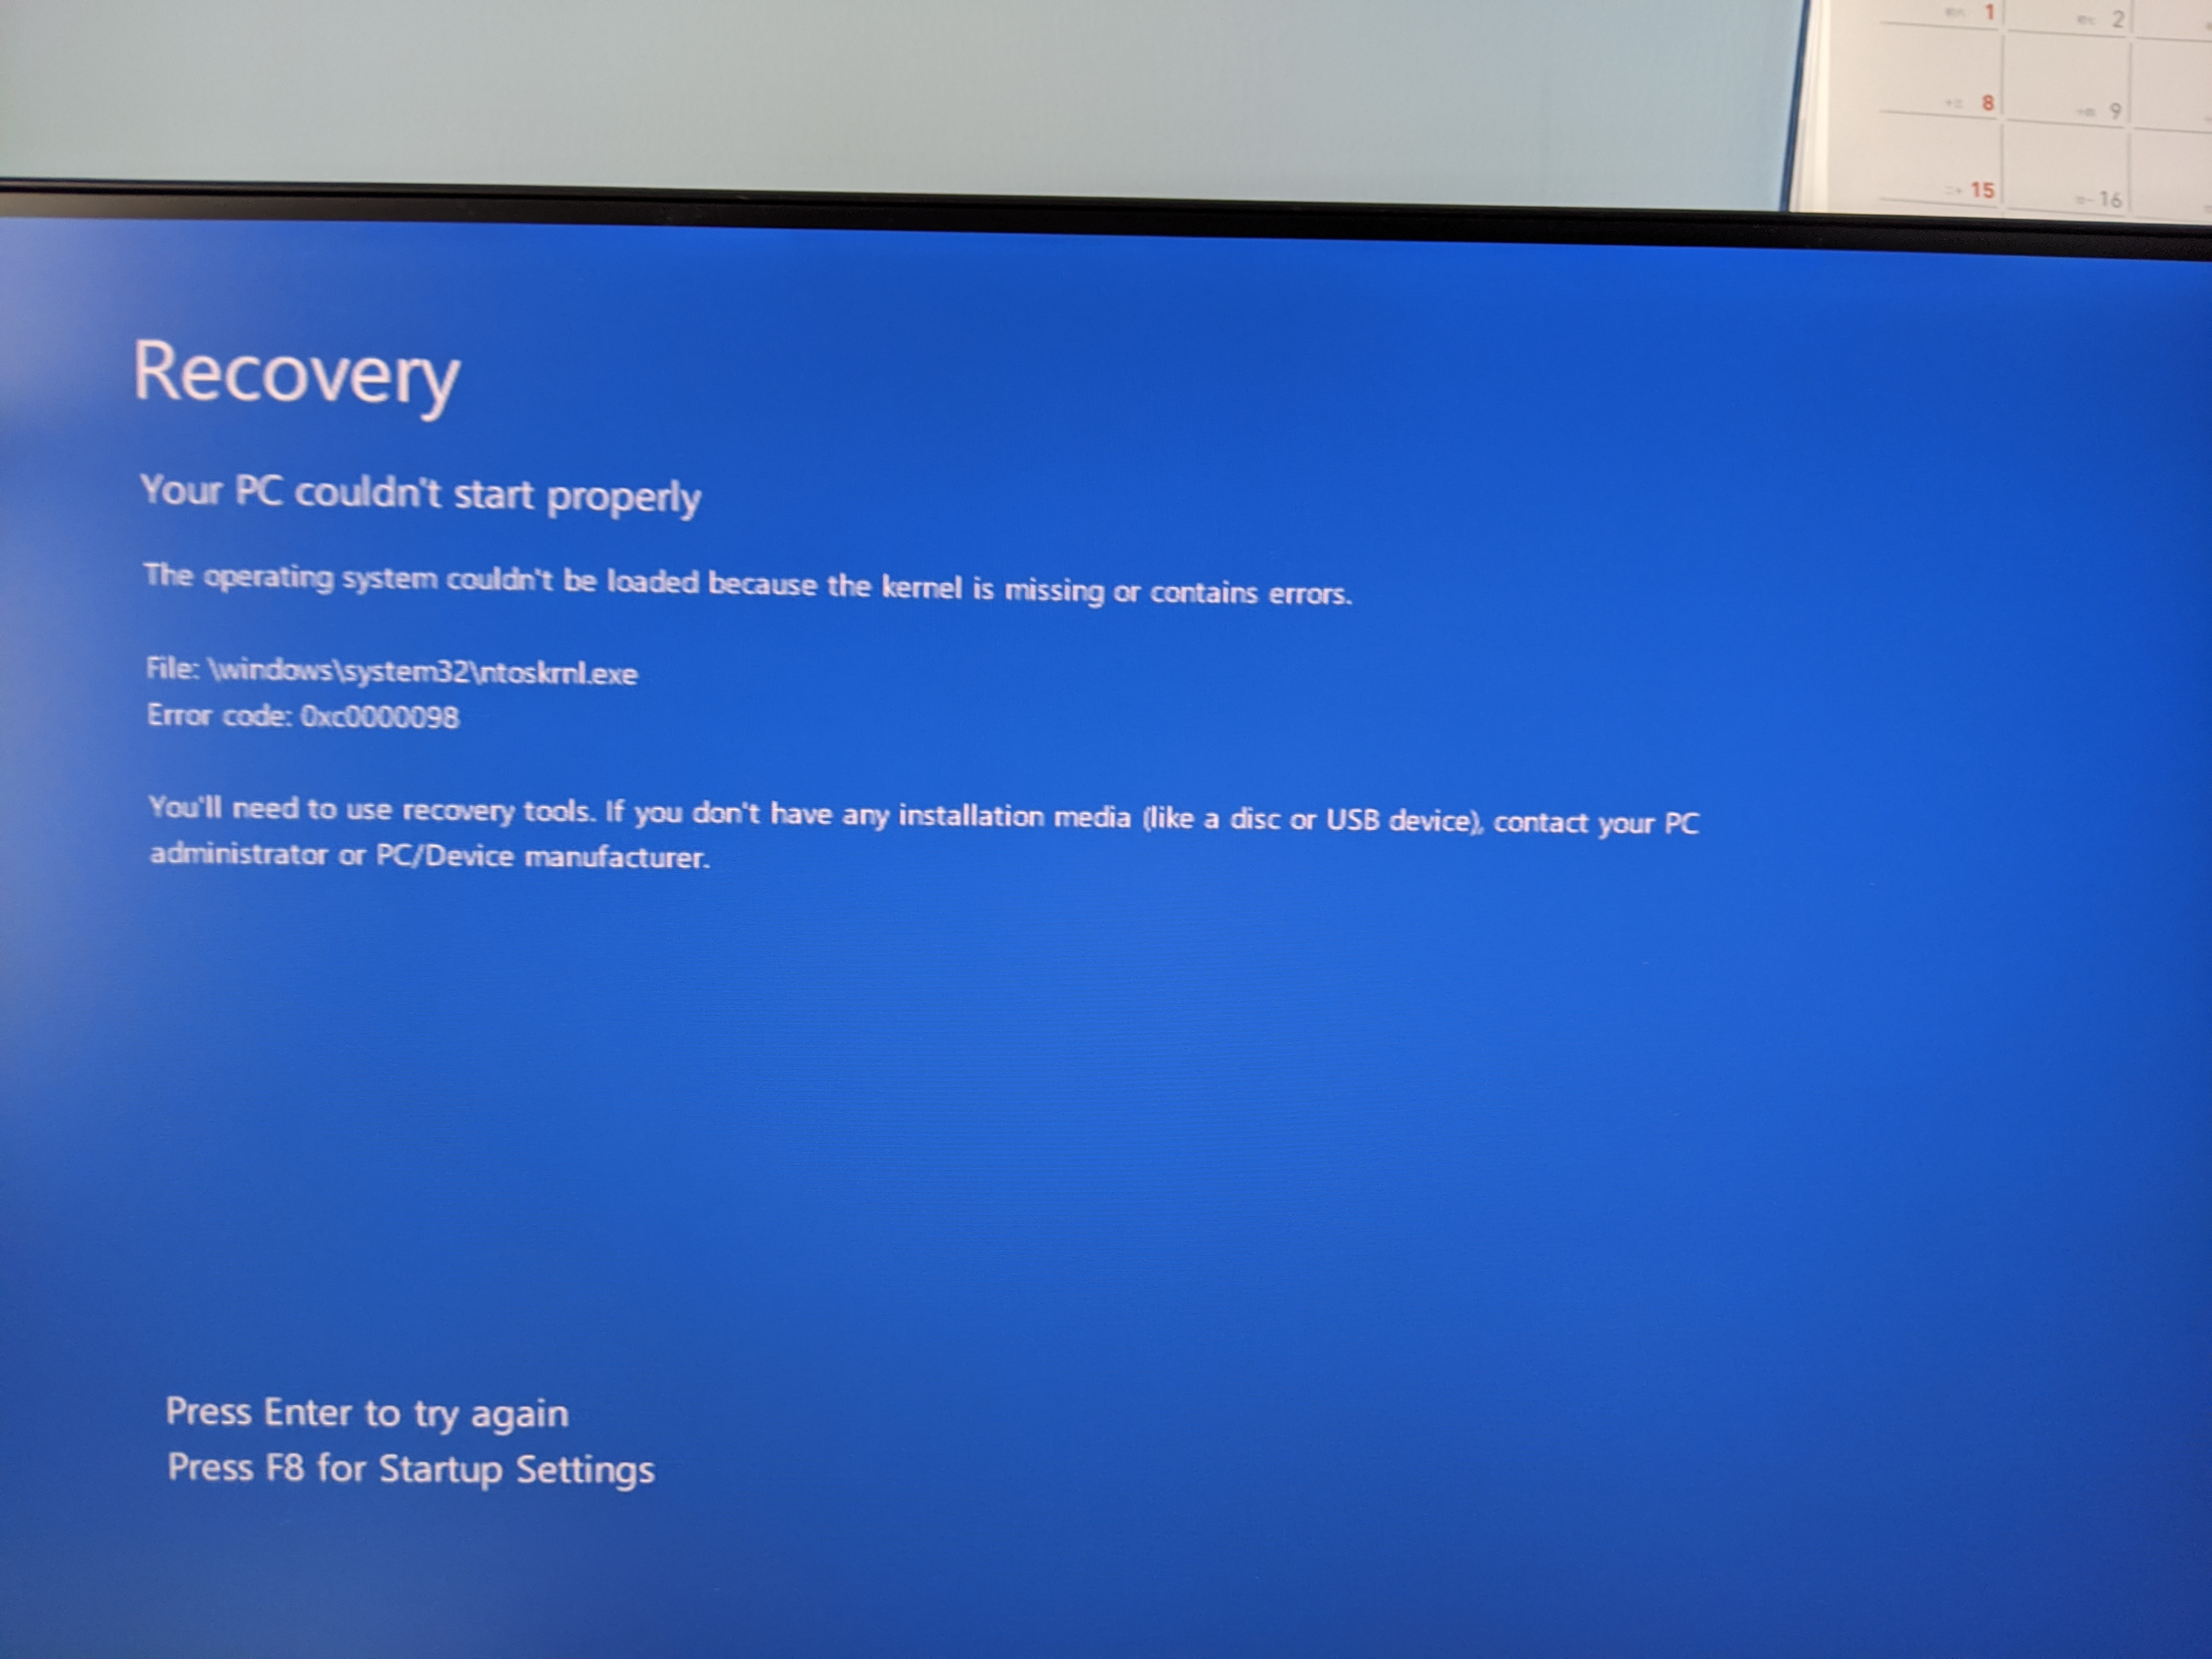 1
2
8
9
15
16
Recovery
Your PC couldn't start properly
The operating system couldn't be loaded because the kernel is missing or contains errors.
File: \windows\system32\ntoskrnl.exe
Error code: 0xc0000098
You'll need to use recovery tools. If you don't have any installation media (like a disc or USB device), contact your PC
administrator or PC/Device manufacturer.
Press Enter to try again
Press F8 for Startup Settings